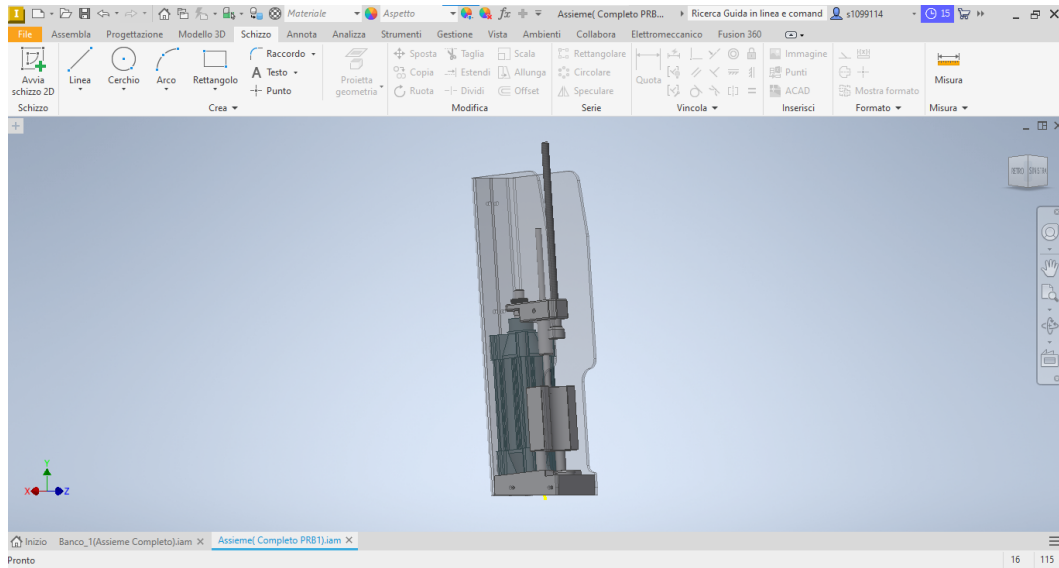 Materiale
Aspetto
Assieme( Completo PRB...
Ricerca Guida in linea e comand
s1099114
15
File Assembla Progettazione Modello 3D Schizzo Annota Analizza Strumenti Gestione Vista Ambienti Collabora Elettromeccanico Fusion 360
Avvia schizzo 2D
Linea
Cerchio
Arco
Rettangolo
Raccordo
Testo
Punto
Proietta geometria
Sposta
Copia
Ruota
Taglia
Estendi
Dividi
Scala
Allunga
Offset
Rettangolare
Circolare
Speculare
Quota
Immagine
Punti
ACAD
Mostra formato
Misura
Schizzo
Crea
Modifica
Serie
Vincola
Inserisci
Formato
Misura
Y
X
Z
Inizio
Banco_1(Assieme Completo).iam
Assieme( Completo PRB1).iam
Pronto
16 115